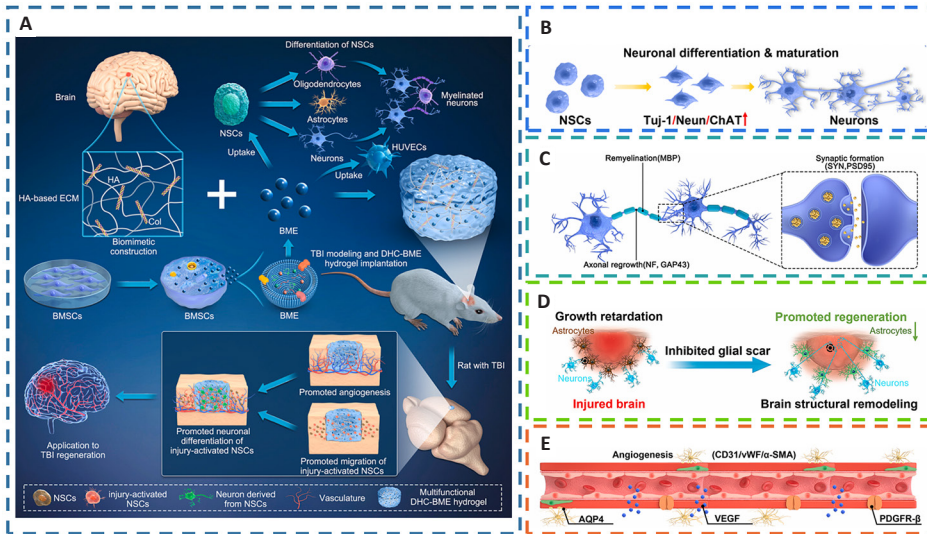 A
Brain
HA-based ECM
HA
Col
Biomimetic
construction
NSCs
Uptake
Differentiation of NSCs
Oligodendrocytes
Astrocytes
Neurons
Myelinated
neurons
HUVECs
Uptake
BME
TBI modeling and DHC-BME
hydrogel implantation
BMSCs
BMSCs
BME
Rat with TBI
Promoted angiogenesis
Promoted neuronal
differentiation of
injury-activated NSCs
Promoted migration of
injury-activated NSCs
Application to
TBI regeneration
NSCs
injury-activated
NSCs
Neuron derived
from NSCs
Vasculature
Multifunctional
DHC-BME hydrogel
B
Neuronal differentiation & maturation
NSCs
Tuj-1/Neun/ChAT↑
Neurons
C
Remyelination(MBP)
Axonal regrowth(NF, GAP43)
Synaptic formation
(SYN,PSD95)
D
Growth retardation
Astrocytes
Neurons
Injured brain
Inhibited glial scar
Promoted regeneration
Astrocytes↓
Neurons
Brain structural remodeling
E
Angiogenesis (CD31/vWF/α-SMA)
AQP4
VEGF
PDGFR-β